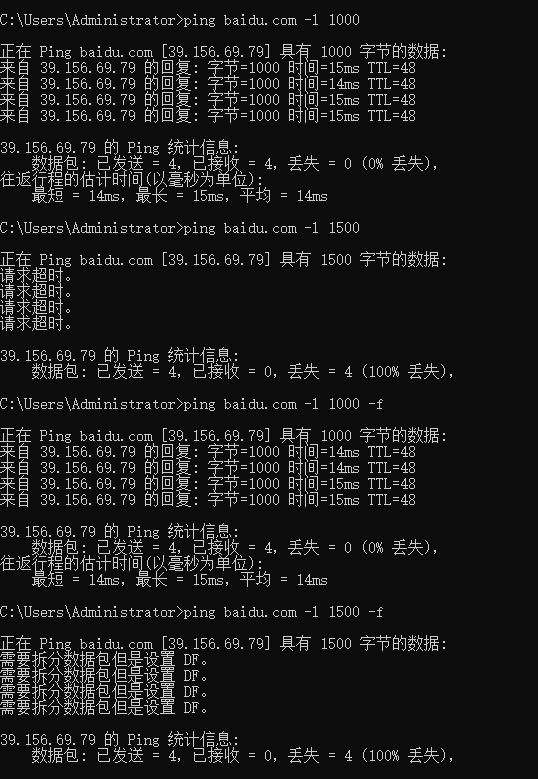 C:\Users\Administrator>ping baidu.com -l 1000
正在 Ping baidu.com [39.156.69.79] 具有 1000 字节的数据:
来自 39.156.69.79 的回复: 字节=1000 时间=15ms TTL=48
来自 39.156.69.79 的回复: 字节=1000 时间=14ms TTL=48
来自 39.156.69.79 的回复: 字节=1000 时间=15ms TTL=48
来自 39.156.69.79 的回复: 字节=1000 时间=15ms TTL=48
39.156.69.79 的 Ping 统计信息:
数据包: 已发送 = 4，已接收 = 4，丢失 = 0 (0% 丢失)，
往返行程的估计时间(以毫秒为单位):
最短 = 14ms，最长 = 15ms，平均 = 14ms
C:\Users\Administrator>ping baidu.com -l 1500
正在 Ping baidu.com [39.156.69.79] 具有 1500 字节的数据:
请求超时。
请求超时。
请求超时。
请求超时。
39.156.69.79 的 Ping 统计信息:
数据包: 已发送 = 4，已接收 = 0，丢失 = 4 (100% 丢失)，
C:\Users\Administrator>ping baidu.com -l 1000 -f
正在 Ping baidu.com [39.156.69.79] 具有 1000 字节的数据:
来自 39.156.69.79 的回复: 字节=1000 时间=14ms TTL=48
来自 39.156.69.79 的回复: 字节=1000 时间=14ms TTL=48
来自 39.156.69.79 的回复: 字节=1000 时间=15ms TTL=48
来自 39.156.69.79 的回复: 字节=1000 时间=15ms TTL=48
39.156.69.79 的 Ping 统计信息:
数据包: 已发送 = 4，已接收 = 4，丢失 = 0 (0% 丢失)，
往返行程的估计时间(以毫秒为单位):
最短 = 14ms，最长 = 15ms，平均 = 14ms
C:\Users\Administrator>ping baidu.com -l 1500 -f
正在 Ping baidu.com [39.156.69.79] 具有 1500 字节的数据:
需要拆分数据包但是设置 DF。
需要拆分数据包但是设置 DF。
需要拆分数据包但是设置 DF。
需要拆分数据包但是设置 DF。
39.156.69.79 的 Ping 统计信息:
数据包: 已发送 = 4，已接收 = 0，丢失 = 4 (100% 丢失)，